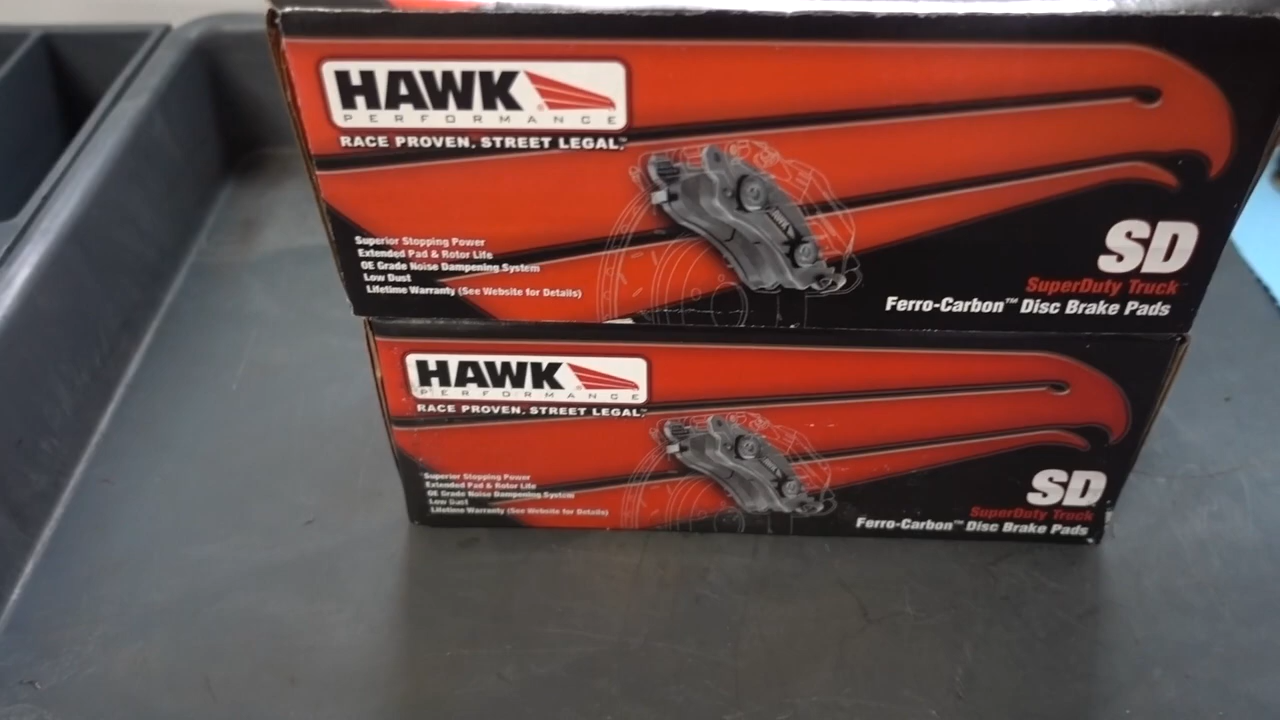 HAWK
PERFORMANCE
RACE PROVEN, STREET LEGAL.™
Superior Stopping Power
Extended Pad & Rotor Life
OE Grade Noise Dampening System
Low Dust
Lifetime Warranty (See Website for Details)
SD
SuperDuty Truck
Ferro-Carbon™ Disc Brake Pads
HAWK
PERFORMANCE
RACE PROVEN, STREET LEGAL.™
Superior Stopping Power
Extended Pad & Rotor Life
OE Grade Noise Dampening System
Low Dust
Lifetime Warranty (See Website for Details)
SD
SuperDuty Truck
Ferro-Carbon™ Disc Brake Pads